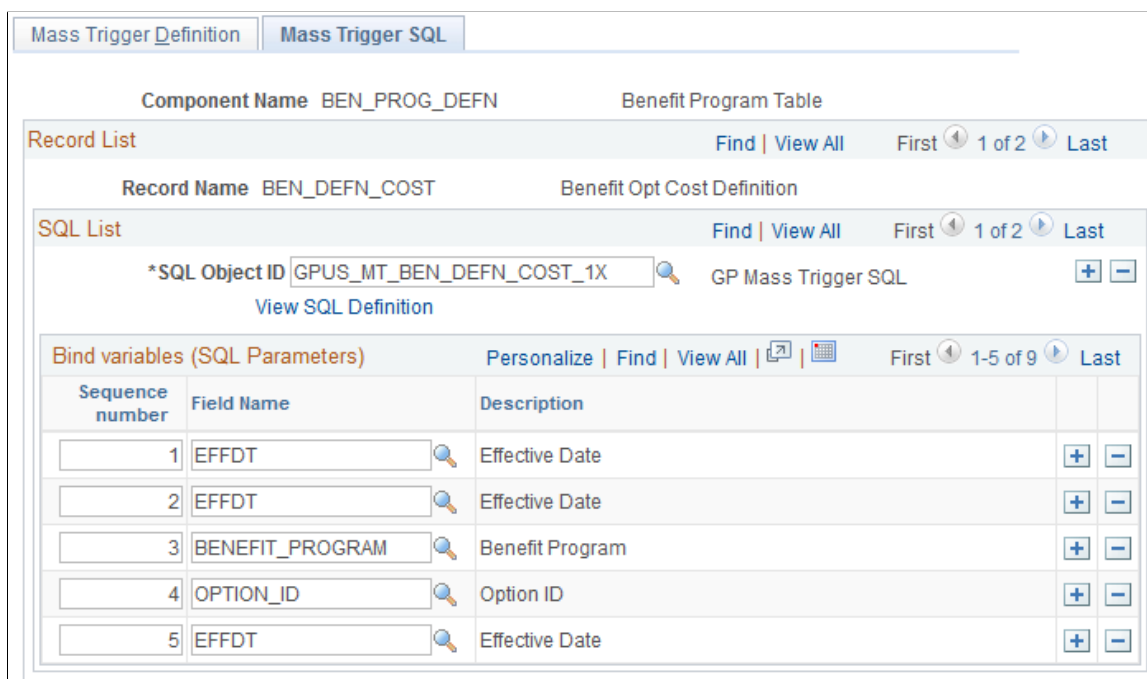 Mass Trigger Definition Mass Trigger SQL
Component Name BEN_PROG_DEFN Benefit Program Table
Record List Find | View All First 1 of 2 Last
Record Name BEN_DEFN_COST Benefit Opt Cost Definition
SQL List Find | View All First 1 of 2 Last
*SQL Object ID GPUS_MT_BEN_DEFN_COST_1X GP Mass Trigger SQL
View SQL Definition
Bind variables (SQL Parameters) Personalize | Find | View All | | First 1-5 of 9 Last
Sequence number Field Name Description
1 EFFDT Effective Date
2 EFFDT Effective Date
3 BENEFIT_PROGRAM Benefit Program
4 OPTION_ID Option ID
5 EFFDT Effective Date